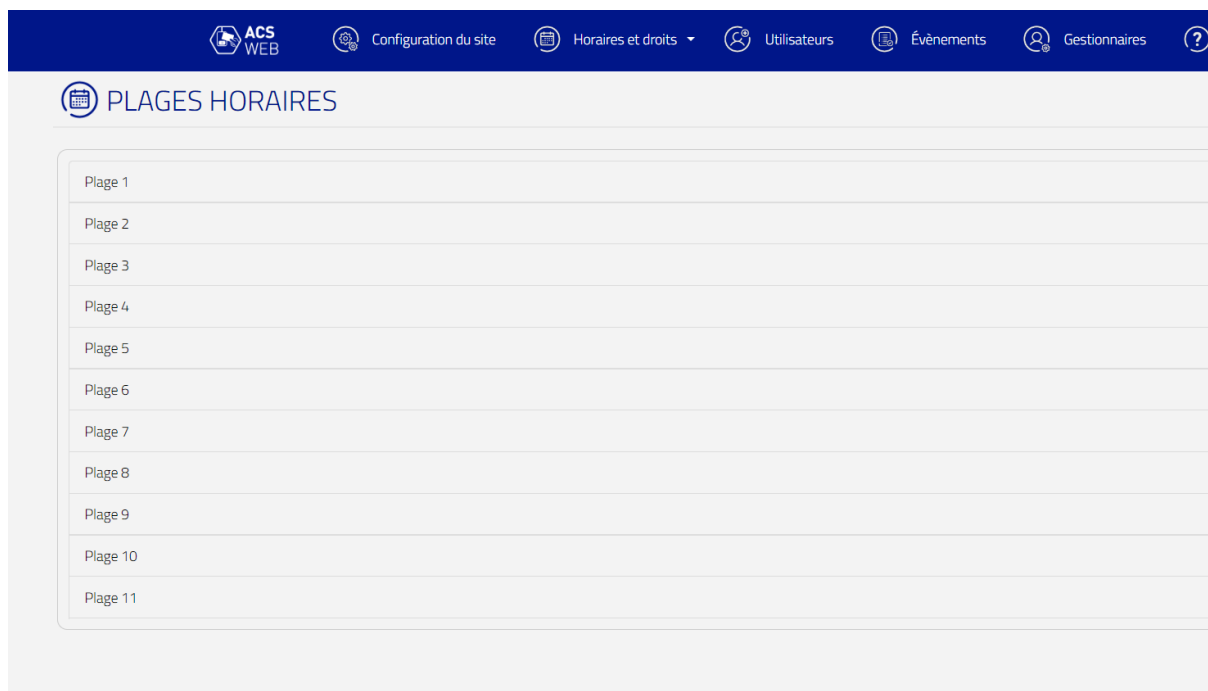 ACS WEB Configuration du site Horaires et droits Utilisateurs Évènements Gestionnaires ?
PLAGES HORAIRES
Plage 1
Plage 2
Plage 3
Plage 4
Plage 5
Plage 6
Plage 7
Plage 8
Plage 9
Plage 10
Plage 11